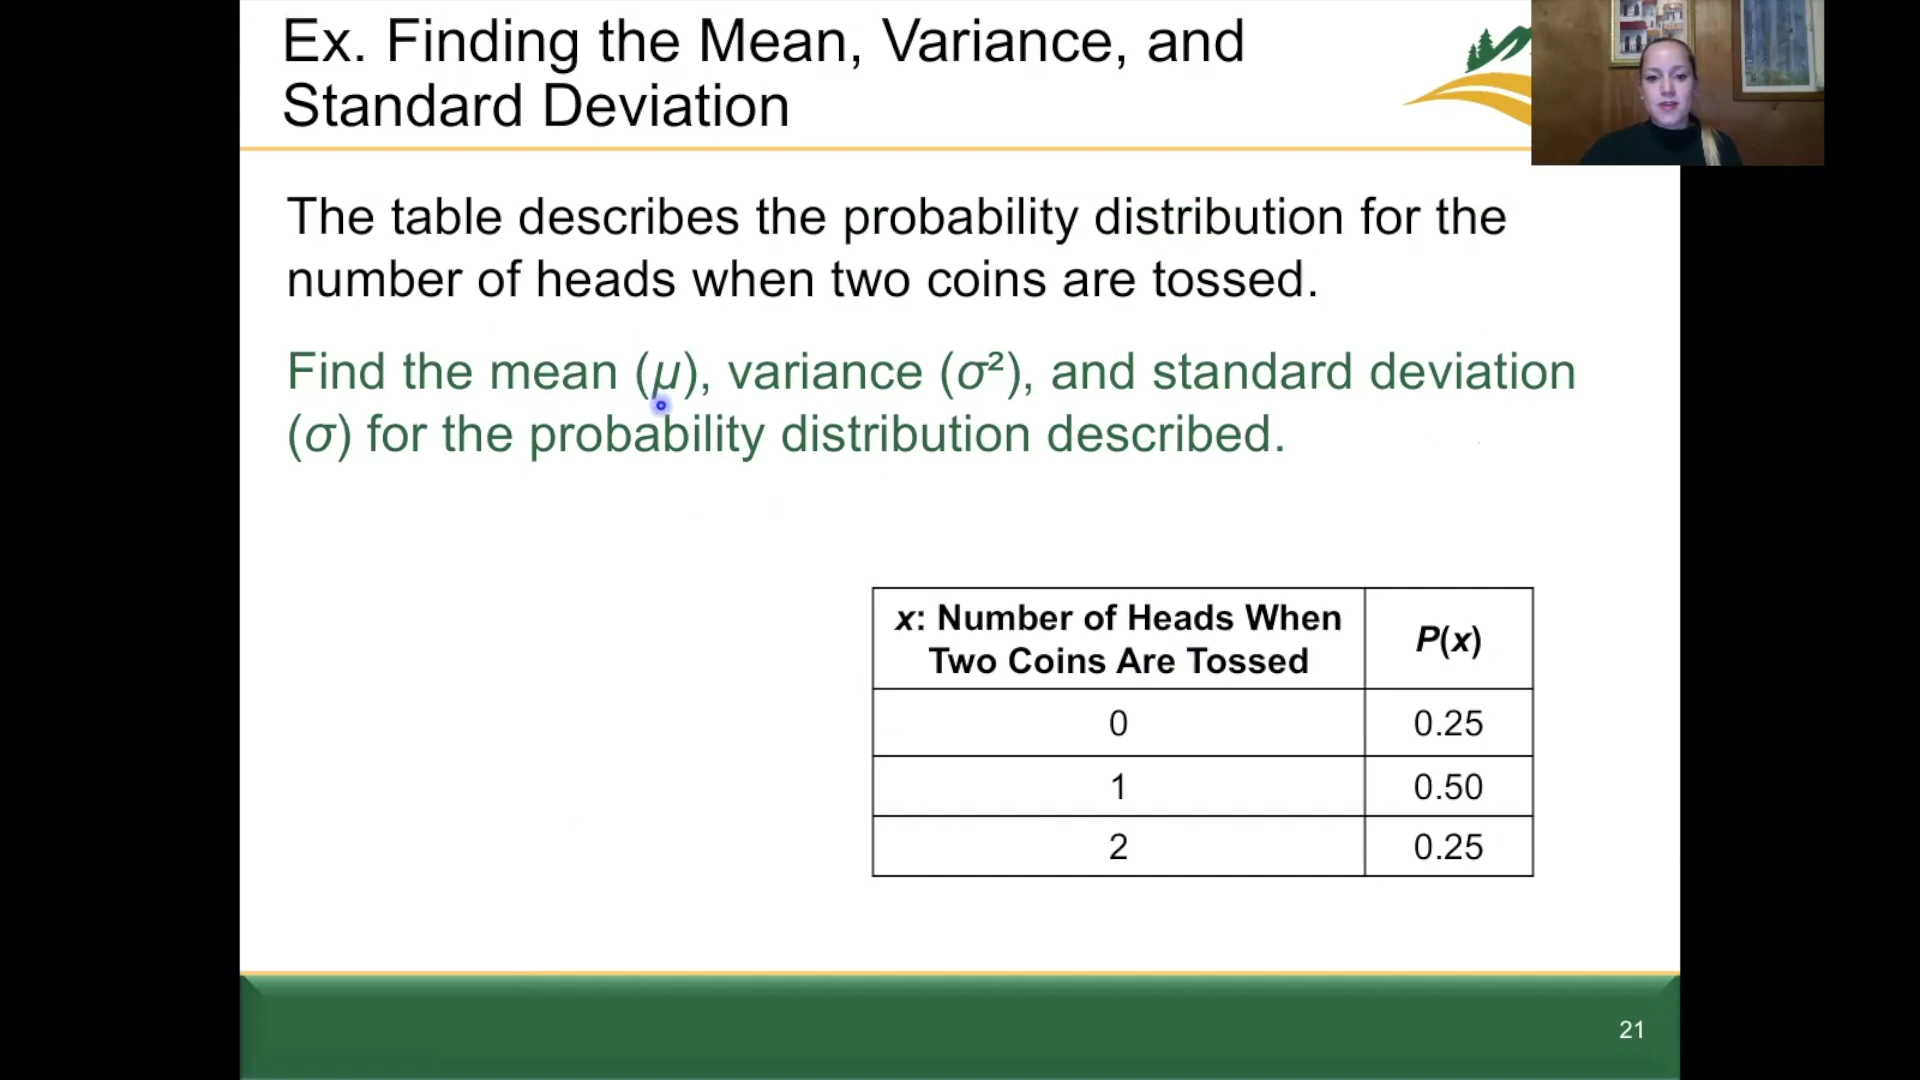 Ex. Finding the Mean, Variance, and
Standard Deviation
The table describes the probability distribution for the
number of heads when two coins are tossed.
Find the mean (μ), variance (σ²), and standard deviation
(σ) for the probability distribution described.
x: Number of Heads When
Two Coins Are Tossed
P(x)
0 0.25
1 0.50
2 0.25
21